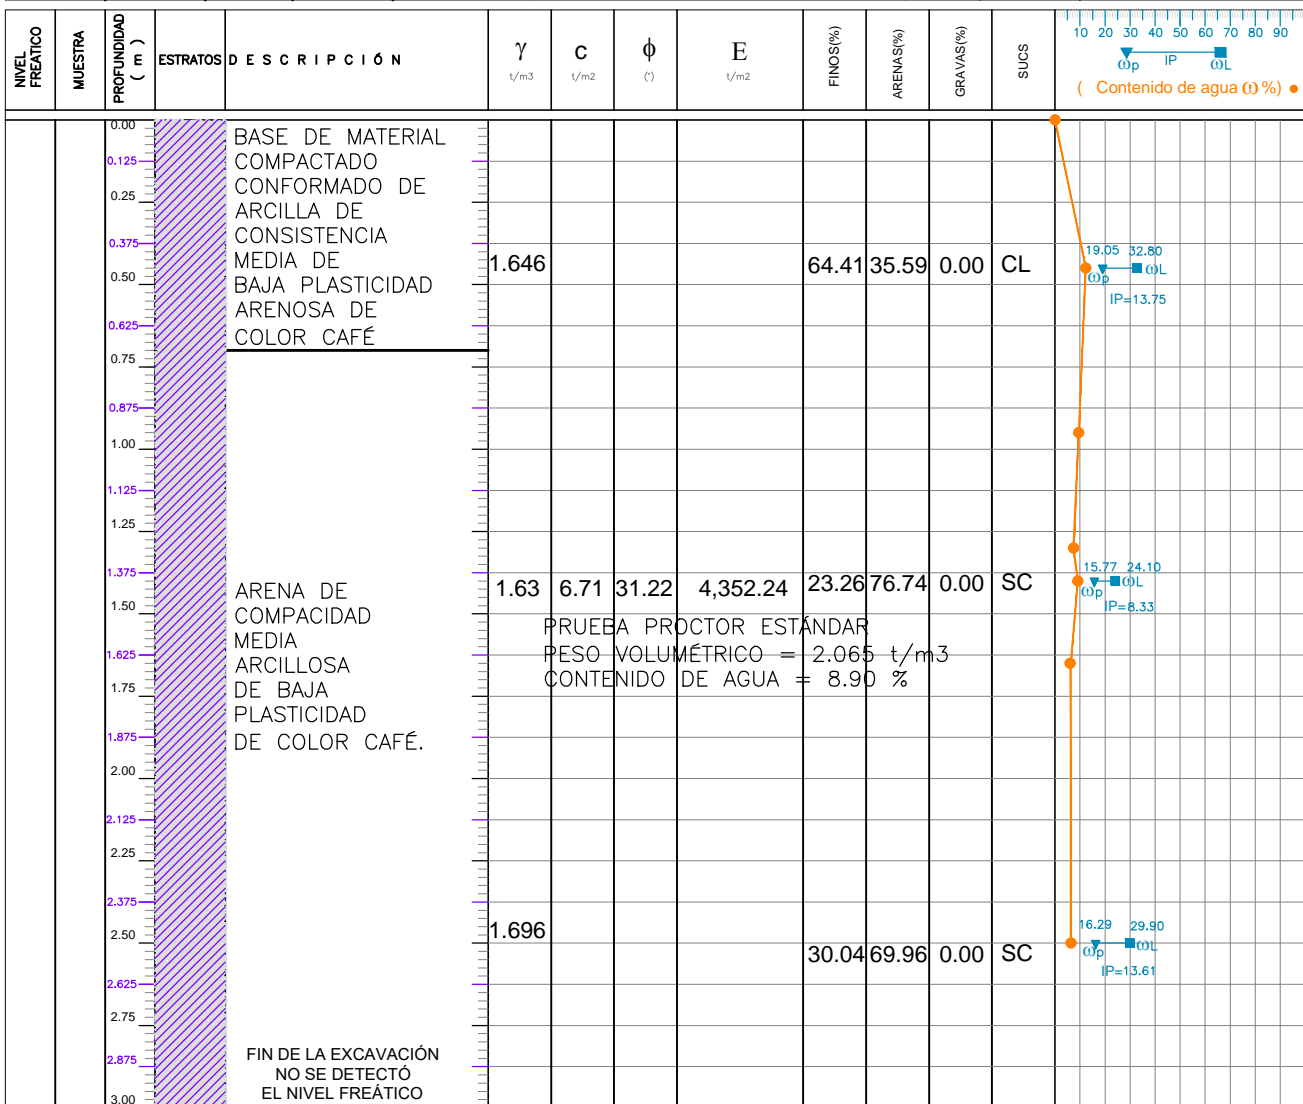 NIVEL FREATICO
MUESTRA
PROFUNDIDAD ( m )
ESTRATOS
DESCRIPCIÓN
γ t/m3
c t/m2
ϕ (°)
E t/m2
FINOS(%)
ARENAS(%)
GRAVAS(%)
SUCS
10 20 30 40 50 60 70 80 90
ωp IP ωL
( Contenido de agua ω %)
0.00
0.125
0.25
0.375
0.50
0.625
0.75
0.875
1.00
1.125
1.25
1.375
1.50
1.625
1.75
1.875
2.00
2.125
2.25
2.375
2.50
2.625
2.75
2.875
3.00
BASE DE MATERIAL
COMPACTADO
CONFORMADO DE
ARCILLA DE
CONSISTENCIA
MEDIA DE
BAJA PLASTICIDAD
ARENOSA DE
COLOR CAFÉ
1.646 64.41 35.59 0.00 CL
19.05 32.80
ωp ωL
IP=13.75
ARENA DE
COMPACIDAD
MEDIA
ARCILLOSA
DE BAJA
PLASTICIDAD
DE COLOR CAFÉ.
1.63 6.71 31.22 4,352.24 23.26 76.74 0.00 SC
15.77 24.10
ωp ωL
IP=8.33
PRUEBA PROCTOR ESTÁNDAR
PESO VOLUMÉTRICO = 2.065 t/m3
CONTENIDO DE AGUA = 8.90 %
1.696
30.04 69.96 0.00 SC
16.29 29.90
ωp ωL
IP=13.61
FIN DE LA EXCAVACIÓN
NO SE DETECTÓ
EL NIVEL FREÁTICO